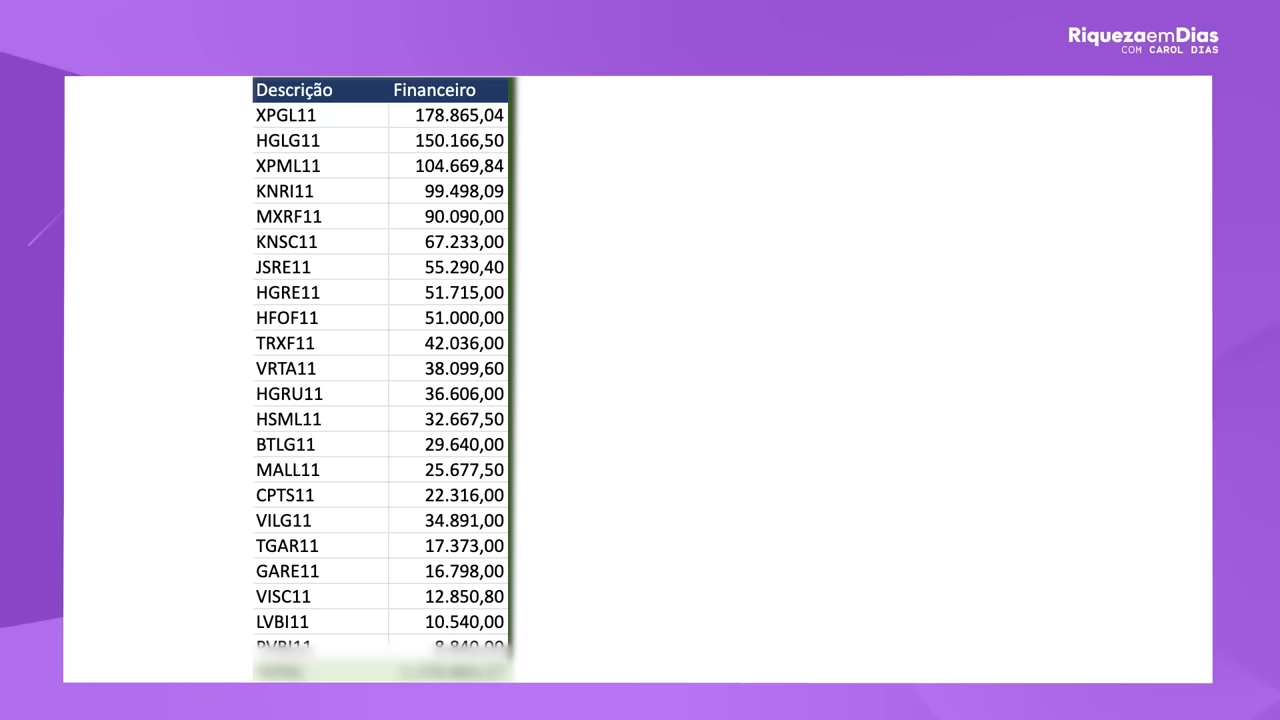 RiquezaemDias
COM CAROL DIAS
Descrição Financeiro
XPGL11 178.865,04
HGLG11 150.166,50
XPML11 104.669,84
KNRI11 99.498,09
MXRF11 90.090,00
KNSC11 67.233,00
JSRE11 55.290,40
HGRE11 51.715,00
HFOF11 51.000,00
TRXF11 42.036,00
VRTA11 38.099,60
HGRU11 36.606,00
HSML11 32.667,50
BTLG11 29.640,00
MALL11 25.677,50
CPTS11 22.316,00
VILG11 34.891,00
TGAR11 17.373,00
GARE11 16.798,00
VISC11 12.850,80
LVBI11 10.540,00